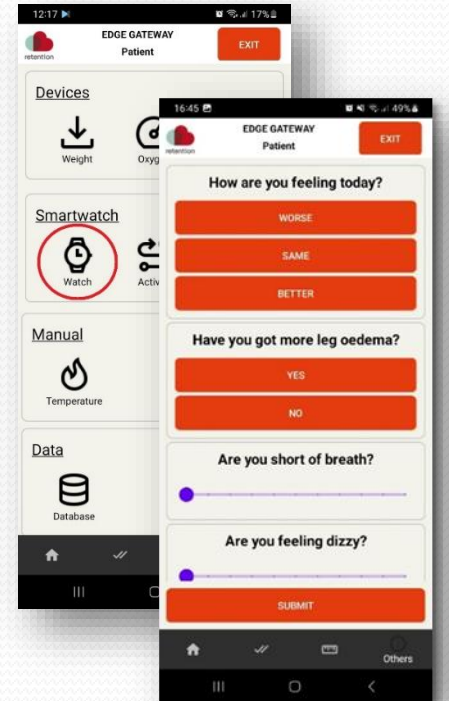 12:17
17%
EDGE GATEWAY
Patient
retention
EXIT
Devices
Weight
Smartwatch
Watch
Manual
Temperature
Data
Database
16:45
49%
EDGE GATEWAY
Patient
retention
EXIT
How are you feeling today?
WORSE
SAME
BETTER
Have you got more leg oedema?
YES
NO
Are you short of breath?
Are you feeling dizzy?
SUBMIT
Others